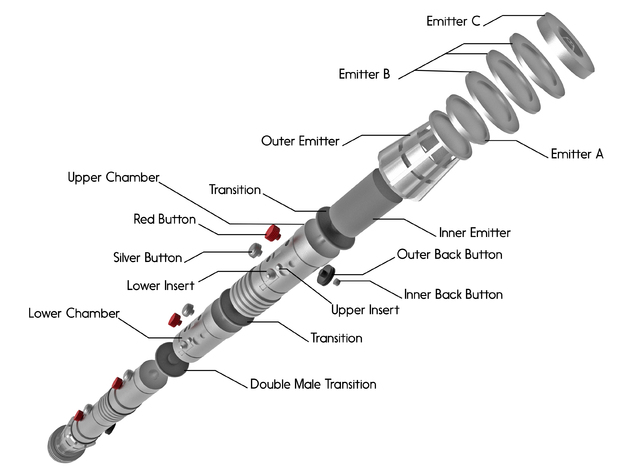 Emitter C
Emitter B
Outer Emitter
Emitter A
Upper Chamber
Transition
Red Button
Inner Emitter
Silver Button
Outer Back Button
Lower Insert
Inner Back Button
Upper Insert
Lower Chamber
Transition
Double Male Transition